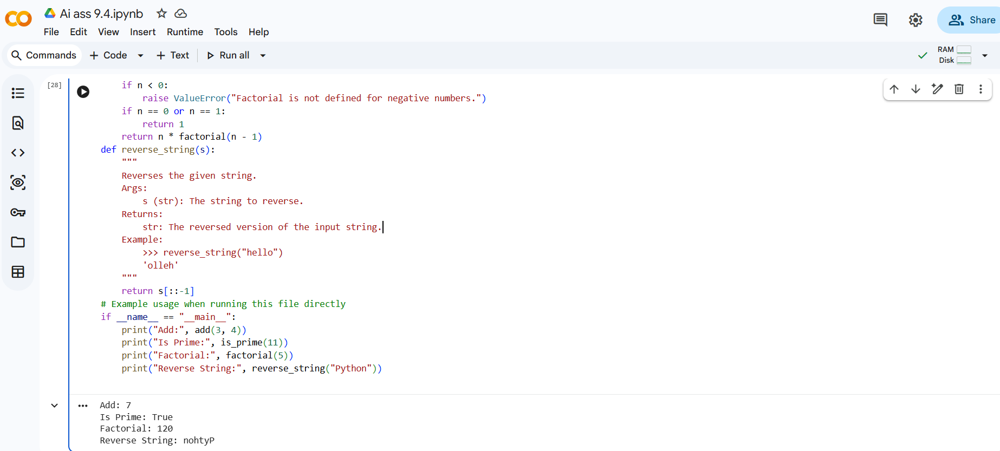 Ai ass 9.4.ipynb
File Edit View Insert Runtime Tools Help
Share
Commands + Code + Text Run all
RAM
Disk
[28]
    if n < 0:
        raise ValueError("Factorial is not defined for negative numbers.")
    if n == 0 or n == 1:
        return 1
    return n * factorial(n - 1)
def reverse_string(s):
    """
    Reverses the given string.
    Args:
        s (str): The string to reverse.
    Returns:
        str: The reversed version of the input string.
    Example:
        >>> reverse_string("hello")
        'olleh'
    """
    return s[::-1]
# Example usage when running this file directly
if __name__ == "__main__":
    print("Add:", add(3, 4))
    print("Is Prime:", is_prime(11))
    print("Factorial:", factorial(5))
    print("Reverse String:", reverse_string("Python"))
Add: 7
Is Prime: True
Factorial: 120
Reverse String: nohtyP